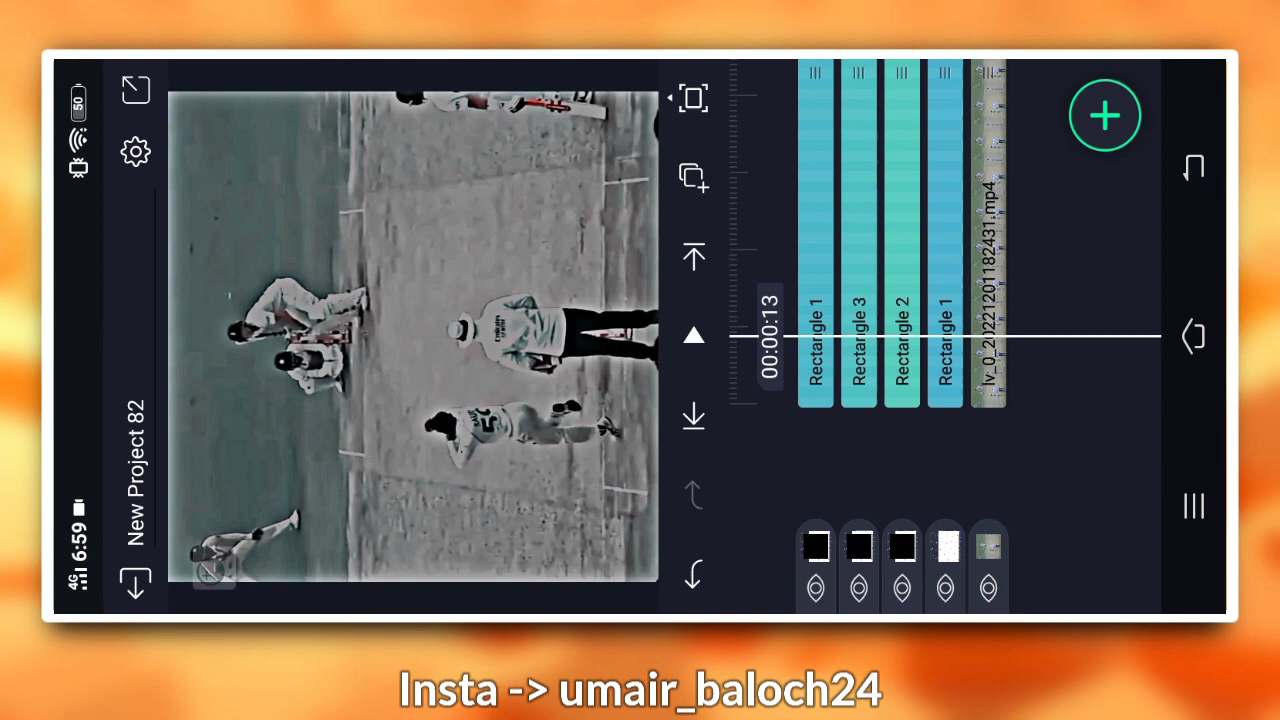 4G 6:59
50
New Project 82
56
00:00:13
Rectangle 1
Rectangle 3
Rectangle 2
Rectangle 1
lv_0_20221201182431.mp4
Insta -> umair_baloch24